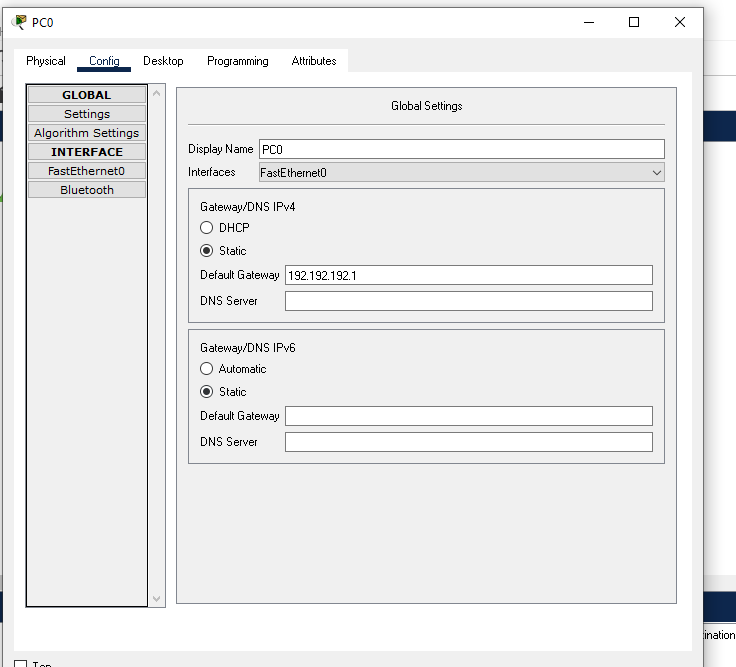 PC0
Physical Config Desktop Programming Attributes
GLOBAL
Settings
Algorithm Settings
INTERFACE
FastEthernet0
Bluetooth
Global Settings
Display Name PC0
Interfaces FastEthernet0
Gateway/DNS IPv4
DHCP
Static
Default Gateway 192.192.192.1
DNS Server
Gateway/DNS IPv6
Automatic
Static
Default Gateway
DNS Server
Top